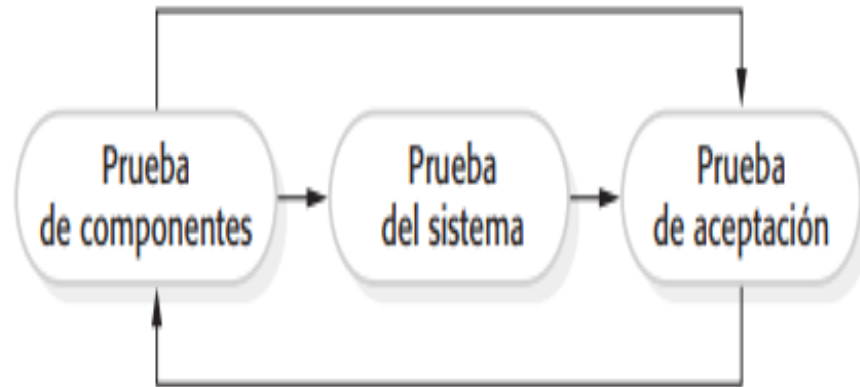 Prueba
de componentes
Prueba
del sistema
Prueba
de aceptación